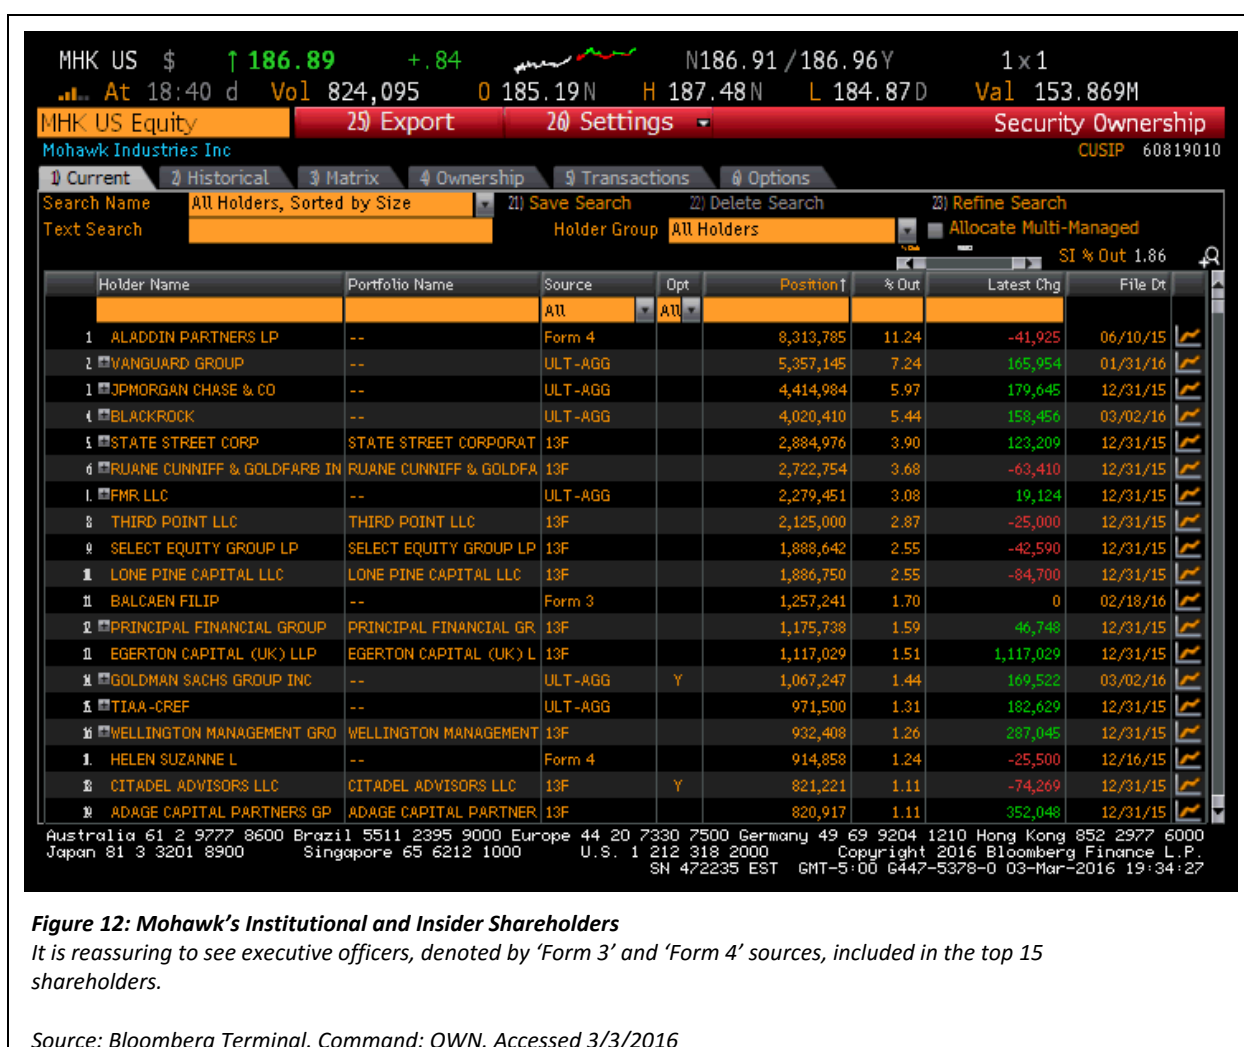 MHK US $ ↑ 186.89 +.84 N186.91/186.96Y 1x1
At 18:40 d Vol 824,095 O 185.19N H 187.48N L 184.87D Val 153.869M
MHK US Equity 25) Export 26) Settings Security Ownership
Mohawk Industries Inc CUSIP 60819010
1) Current 2) Historical 3) Matrix 4) Ownership 5) Transactions 6) Options
Search Name All Holders, Sorted by Size 21) Save Search 22) Delete Search 23) Refine Search
Text Search Holder Group All Holders Allocate Multi-Managed
SI % Out 1.86
Holder Name Portfolio Name Source Opt Position↑ % Out Latest Chg File Dt
All All
1 ALADDIN PARTNERS LP -- Form 4 8,313,785 11.24 -41,925 06/10/15
2 VANGUARD GROUP -- ULT-AGG 5,357,145 7.24 165,954 01/31/16
JPMORGAN CHASE & CO -- ULT-AGG 4,414,984 5.97 179,645 12/31/15
BLACKROCK -- ULT-AGG 4,020,410 5.44 158,456 03/02/16
5 STATE STREET CORP STATE STREET CORPORAT 13F 2,884,976 3.90 123,209 12/31/15
6 RUANE CUNNIFF & GOLDFARB IN RUANE CUNNIFF & GOLDFA 13F 2,722,754 3.68 -63,410 12/31/15
FMR LLC -- ULT-AGG 2,279,451 3.08 19,124 12/31/15
8 THIRD POINT LLC THIRD POINT LLC 13F 2,125,000 2.87 -25,000 12/31/15
9 SELECT EQUITY GROUP LP SELECT EQUITY GROUP LP 13F 1,888,642 2.55 -42,590 12/31/15
LONE PINE CAPITAL LLC LONE PINE CAPITAL LLC 13F 1,886,750 2.55 -84,700 12/31/15
11 BALCAEN FILIP -- Form 3 1,257,241 1.70 0 02/18/16
PRINCIPAL FINANCIAL GROUP PRINCIPAL FINANCIAL GR 13F 1,175,738 1.59 46,748 12/31/15
EGERTON CAPITAL (UK) LLP EGERTON CAPITAL (UK) L 13F 1,117,029 1.51 1,117,029 12/31/15
GOLDMAN SACHS GROUP INC -- ULT-AGG Y 1,067,247 1.44 169,522 03/02/16
TIAA-CREF -- ULT-AGG 971,500 1.31 182,629 12/31/15
16 WELLINGTON MANAGEMENT GRO WELLINGTON MANAGEMENT 13F 932,408 1.26 287,045 12/31/15
HELEN SUZANNE L -- Form 4 914,858 1.24 -25,500 12/16/15
CITADEL ADVISORS LLC CITADEL ADVISORS LLC 13F Y 821,221 1.11 -74,269 12/31/15
ADAGE CAPITAL PARTNERS GP ADAGE CAPITAL PARTNER 13F 820,917 1.11 352,048 12/31/15
Australia 61 2 9777 8600 Brazil 5511 2395 9000 Europe 44 20 7330 7500 Germany 49 69 9204 1210 Hong Kong 852 2977 6000
Japan 81 3 3201 8900 Singapore 65 6212 1000 U.S. 1 212 318 2000 Copyright 2016 Bloomberg Finance L.P.
SN 472235 EST GMT-5:00 G447-5378-0 03-Mar-2016 19:34:27
Figure 12: Mohawk's Institutional and Insider Shareholders
It is reassuring to see executive officers, denoted by 'Form 3' and 'Form 4' sources, included in the top 15
shareholders.
Source: Bloomberg Terminal. Command: OWN. Accessed 3/3/2016